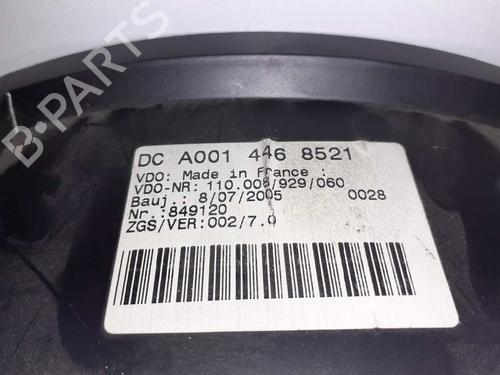 DC A001 446 8521
VDO: Made in France :
VDO-NR: 110.008/929/060
Bauj.: 8/07/2005 0028
Nr.:849120
ZGS/VER:002/7.0
B-PARTS